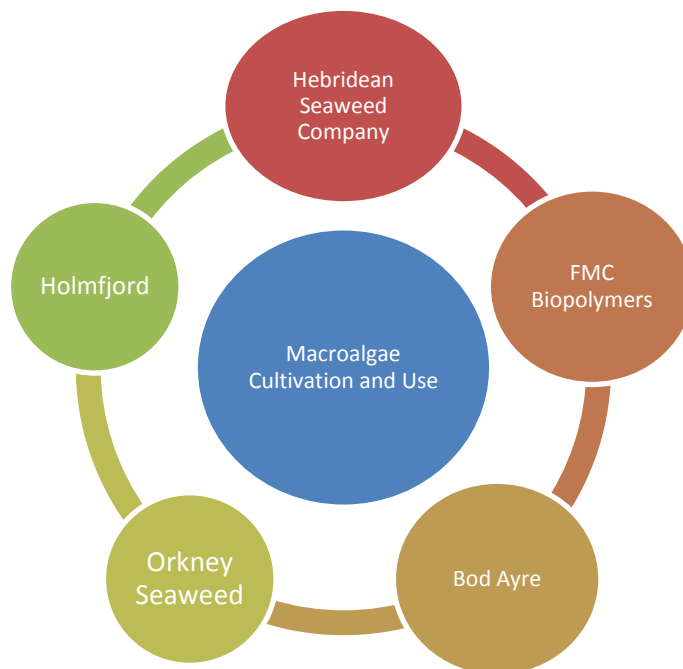 Hebridean
Seaweed
Company
FMC
Biopolymers
Bod Ayre
Orkney
Seaweed
Holmfjord
Macroalgae
Cultivation and Use